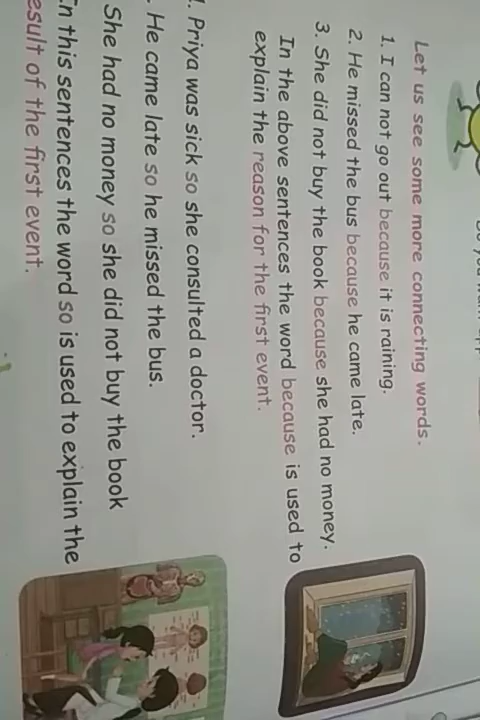 Let us see some more connecting words.
1. I can not go out because it is raining.
2. He missed the bus because he came late.
3. She did not buy the book because she had no money.
In the above sentences the word because is used to
explain the reason for the first event.
. Priya was sick so she consulted a doctor.
. He came late so he missed the bus.
She had no money so she did not buy the book
In this sentences the word so is used to explain the
esult of the first event.